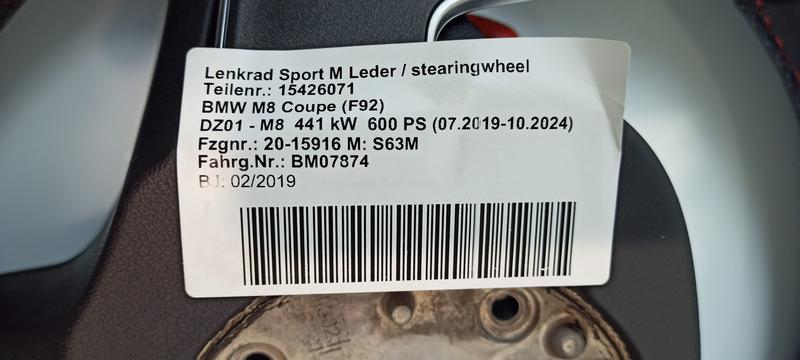 Lenkrad Sport M Leder / stearingwheel
Teilenr.: 15426071
BMW M8 Coupe (F92)
DZ01 - M8 441 kW 600 PS (07.2019-10.2024)
Fzgnr.: 20-15916 M: S63M
Fahrg.Nr.: BM07874
BJ: 02/2019